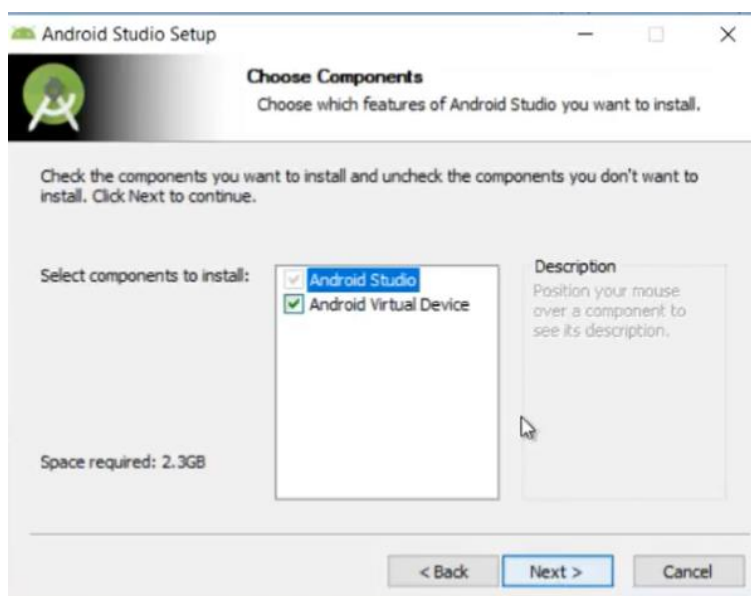 Android Studio Setup
Choose Components
Choose which features of Android Studio you want to install.
Check the components you want to install and uncheck the components you don't want to
install. Click Next to continue.
Select components to install:
Android Studio
Android Virtual Device
Description
Position your mouse
over a component to
see its description.
Space required: 2.3GB
< Back
Next >
Cancel